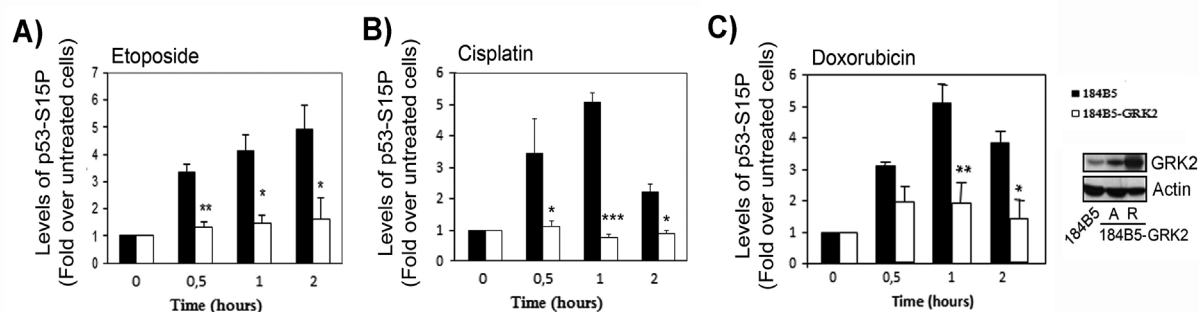 A)
Etoposide
Levels of p53-S15P
(Fold over untreated cells)
7
6
5
4
3
2
1
0
**
*
*
0
0,5
1
2
Time (hours)
B)
Cisplatin
Levels of p53-S15P
(Fold over untreated cells)
6
5
4
3
2
1
0
*
***
*
0
0,5
1
2
Time (hours)
C)
Doxorubicin
Levels of p53-S15P
(Fold over untreated cells)
6
5
4
3
2
1
0
**
*
0
0,5
1
2
Time (hours)
184B5
184B5-GRK2
GRK2
Actin
184B5
A R
184B5-GRK2